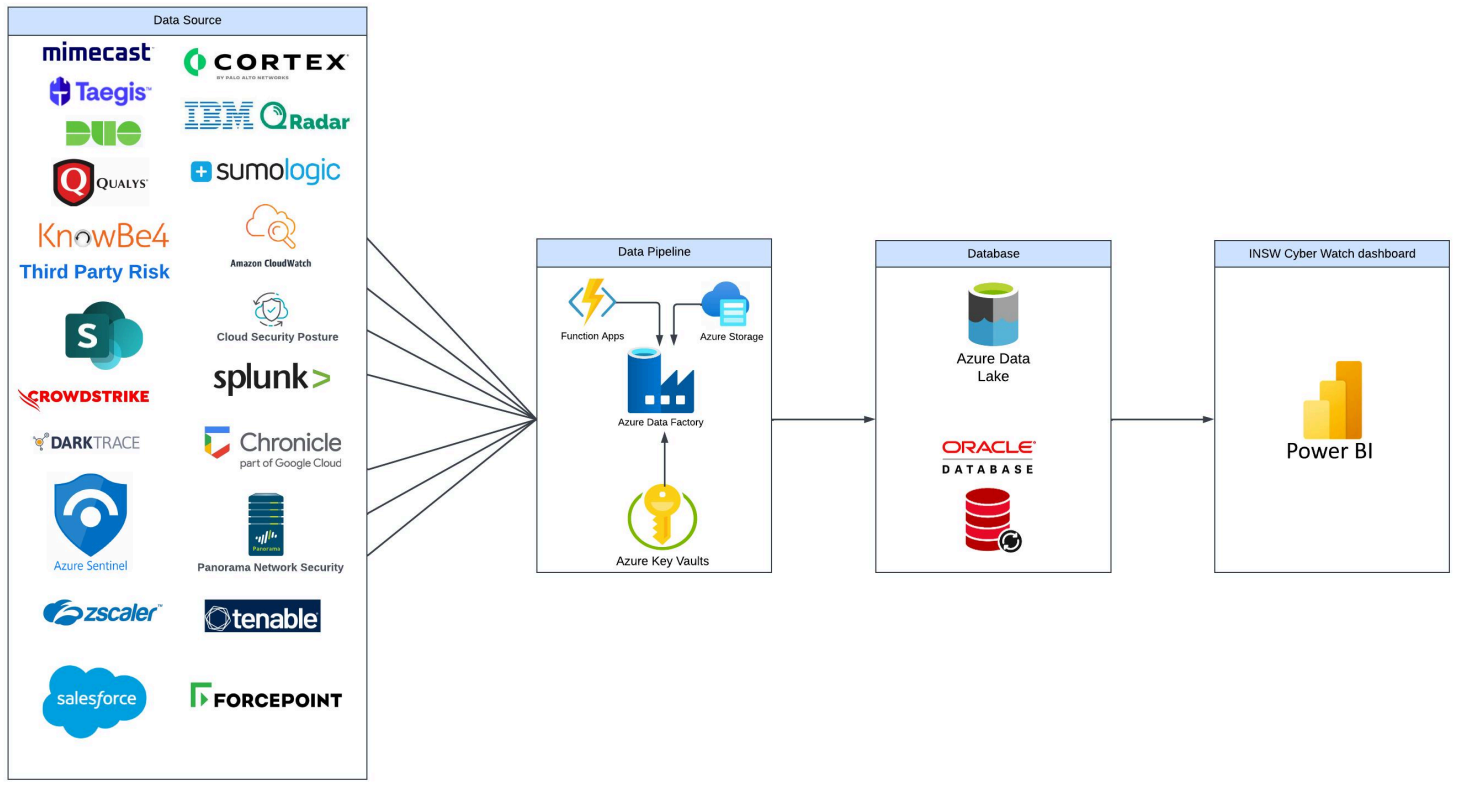 Data Source
mimecast
Taegis™
DUO
QUALYS®
KnowBe4
Third Party Risk
S
CROWDSTRIKE
DARKTRACE
Azure Sentinel
zscaler™
salesforce
CORTEX®
BY PALO ALTO NETWORKS
IBM QRadar
sumologic
Amazon CloudWatch
Cloud Security Posture
splunk>
Chronicle
part of Google Cloud
Panorama
Panorama Network Security
tenable
FORCEPOINT
Data Pipeline
Function Apps
Azure Storage
Azure Data Factory
Azure Key Vaults
Database
Azure Data
Lake
ORACLE®
DATABASE
INSW Cyber Watch dashboard
Power BI